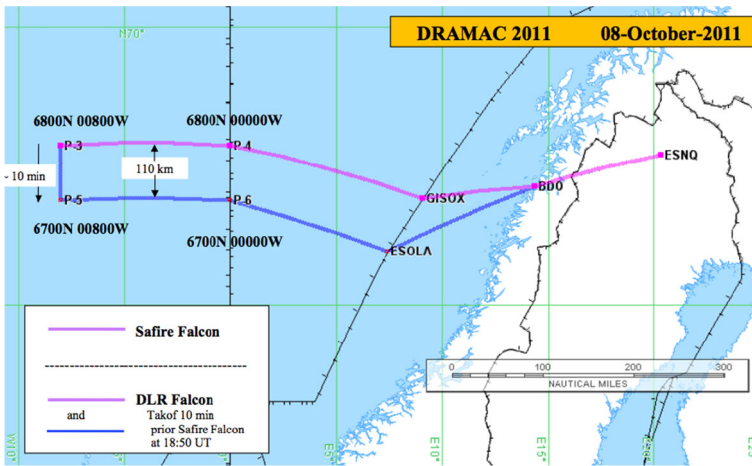 DRAMAC 2011 08-October-2011
N70°
6800N 00800W
6800N 00000W
P-3
P-4
ESNQ
~ 10 min
110 km
BDO
P-5
P-6
GISOX
6700N 00800W
6700N 00000W
ESOLA
Safire Falcon
DLR Falcon
and Takof 10 min
prior Safire Falcon
at 18:50 UT
0 100 200 300
NAUTICAL MILES
W10°
E5°
E10°
E15°
E20°